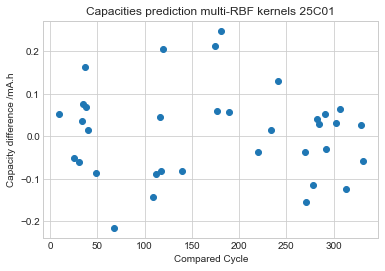 Capacities prediction multi-RBF kernels 25C01
Capacity difference /mA.h
0.2
0.1
0.0
−0.1
−0.2
0 50 100 150 200 250 300
Compared Cycle